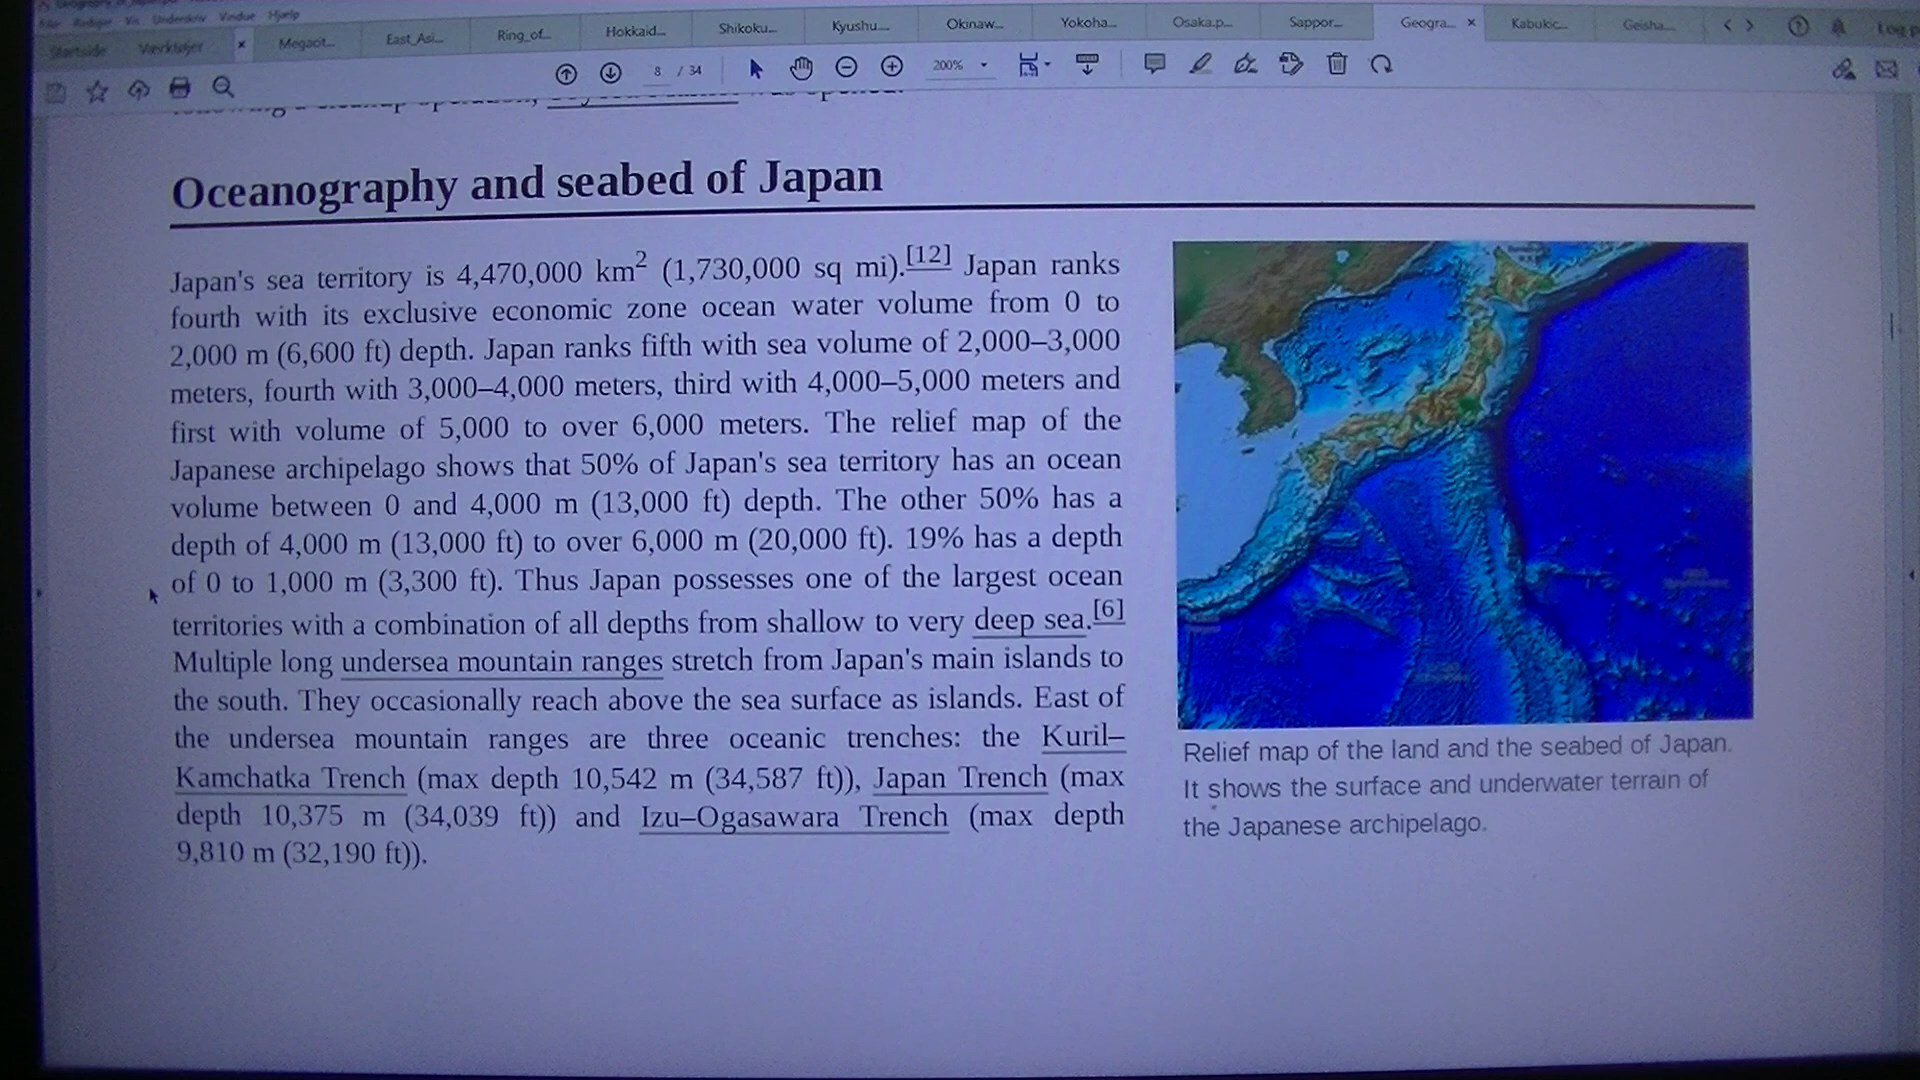 Filer Rediger Vis Underskriv Vindue Hjælp
Startside Værktøjer Megaot... East_Asi... Ring_of... Hokkaid... Shikoku... Kyushu.... Okinaw... Yokoha... Osaka.p... Sappor... Geogra... Kabukic... Geisha....
8 / 34 200%
Oceanography and seabed of Japan
Japan's sea territory is 4,470,000 km² (1,730,000 sq mi).[12] Japan ranks
fourth with its exclusive economic zone ocean water volume from 0 to
2,000 m (6,600 ft) depth. Japan ranks fifth with sea volume of 2,000–3,000
meters, fourth with 3,000–4,000 meters, third with 4,000–5,000 meters and
first with volume of 5,000 to over 6,000 meters. The relief map of the
Japanese archipelago shows that 50% of Japan's sea territory has an ocean
volume between 0 and 4,000 m (13,000 ft) depth. The other 50% has a
depth of 4,000 m (13,000 ft) to over 6,000 m (20,000 ft). 19% has a depth
of 0 to 1,000 m (3,300 ft). Thus Japan possesses one of the largest ocean
territories with a combination of all depths from shallow to very deep sea.[6]
Multiple long undersea mountain ranges stretch from Japan's main islands to
the south. They occasionally reach above the sea surface as islands. East of
the undersea mountain ranges are three oceanic trenches: the Kuril–
Kamchatka Trench (max depth 10,542 m (34,587 ft)), Japan Trench (max
depth 10,375 m (34,039 ft)) and Izu–Ogasawara Trench (max depth
9,810 m (32,190 ft)).
Relief map of the land and the seabed of Japan.
It shows the surface and underwater terrain of
the Japanese archipelago.